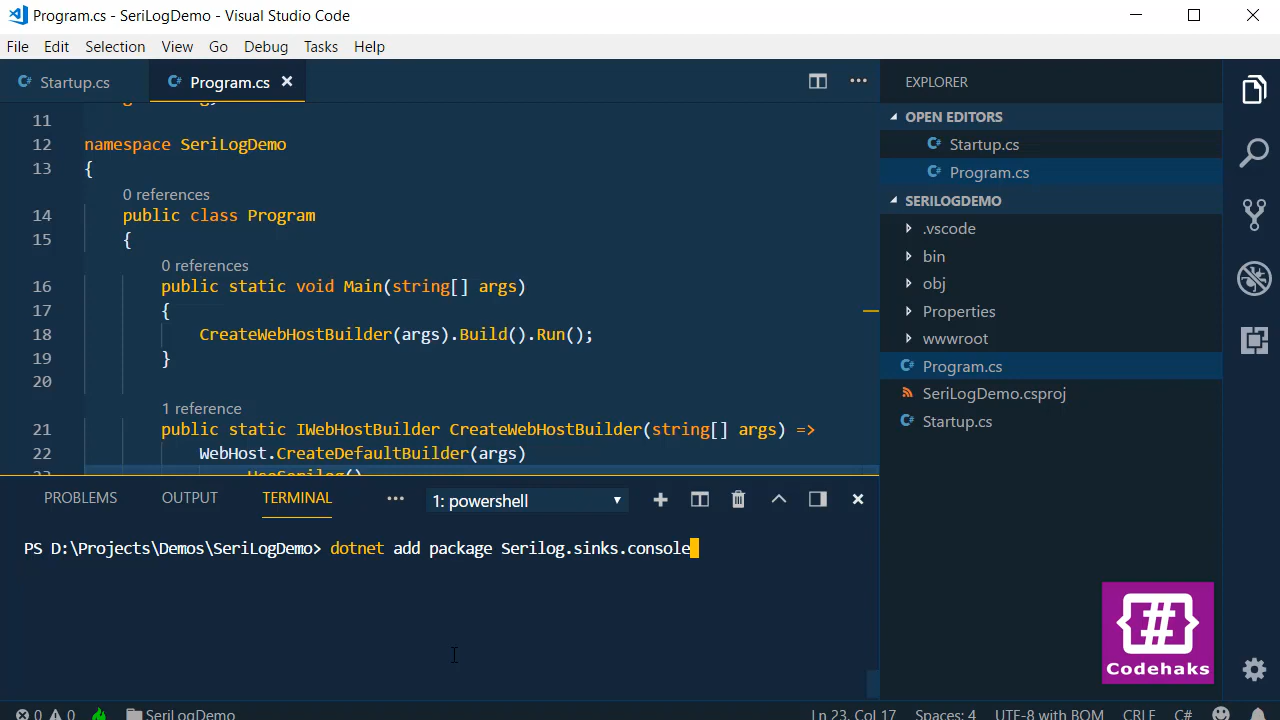 Program.cs - SeriLogDemo - Visual Studio Code
File Edit Selection View Go Debug Tasks Help
Startup.cs Program.cs
11
12 namespace SeriLogDemo
13 {
0 references
14 public class Program
15 {
0 references
16 public static void Main(string[] args)
17 {
18 CreateWebHostBuilder(args).Build().Run();
19 }
20
1 reference
21 public static IWebHostBuilder CreateWebHostBuilder(string[] args) =>
22 WebHost.CreateDefaultBuilder(args)
23 .UseSerilog()
PROBLEMS OUTPUT TERMINAL ... 1: powershell
PS D:\Projects\Demos\SeriLogDemo> dotnet add package Serilog.sinks.console
EXPLORER
OPEN EDITORS
Startup.cs
Program.cs
SERILOGDEMO
.vscode
bin
obj
Properties
wwwroot
Program.cs
SeriLogDemo.csproj
Startup.cs
{#}
Codehaks
0 0 SeriLogDemo Ln 23, Col 17 Spaces: 4 UTF-8 with BOM CRLF C#